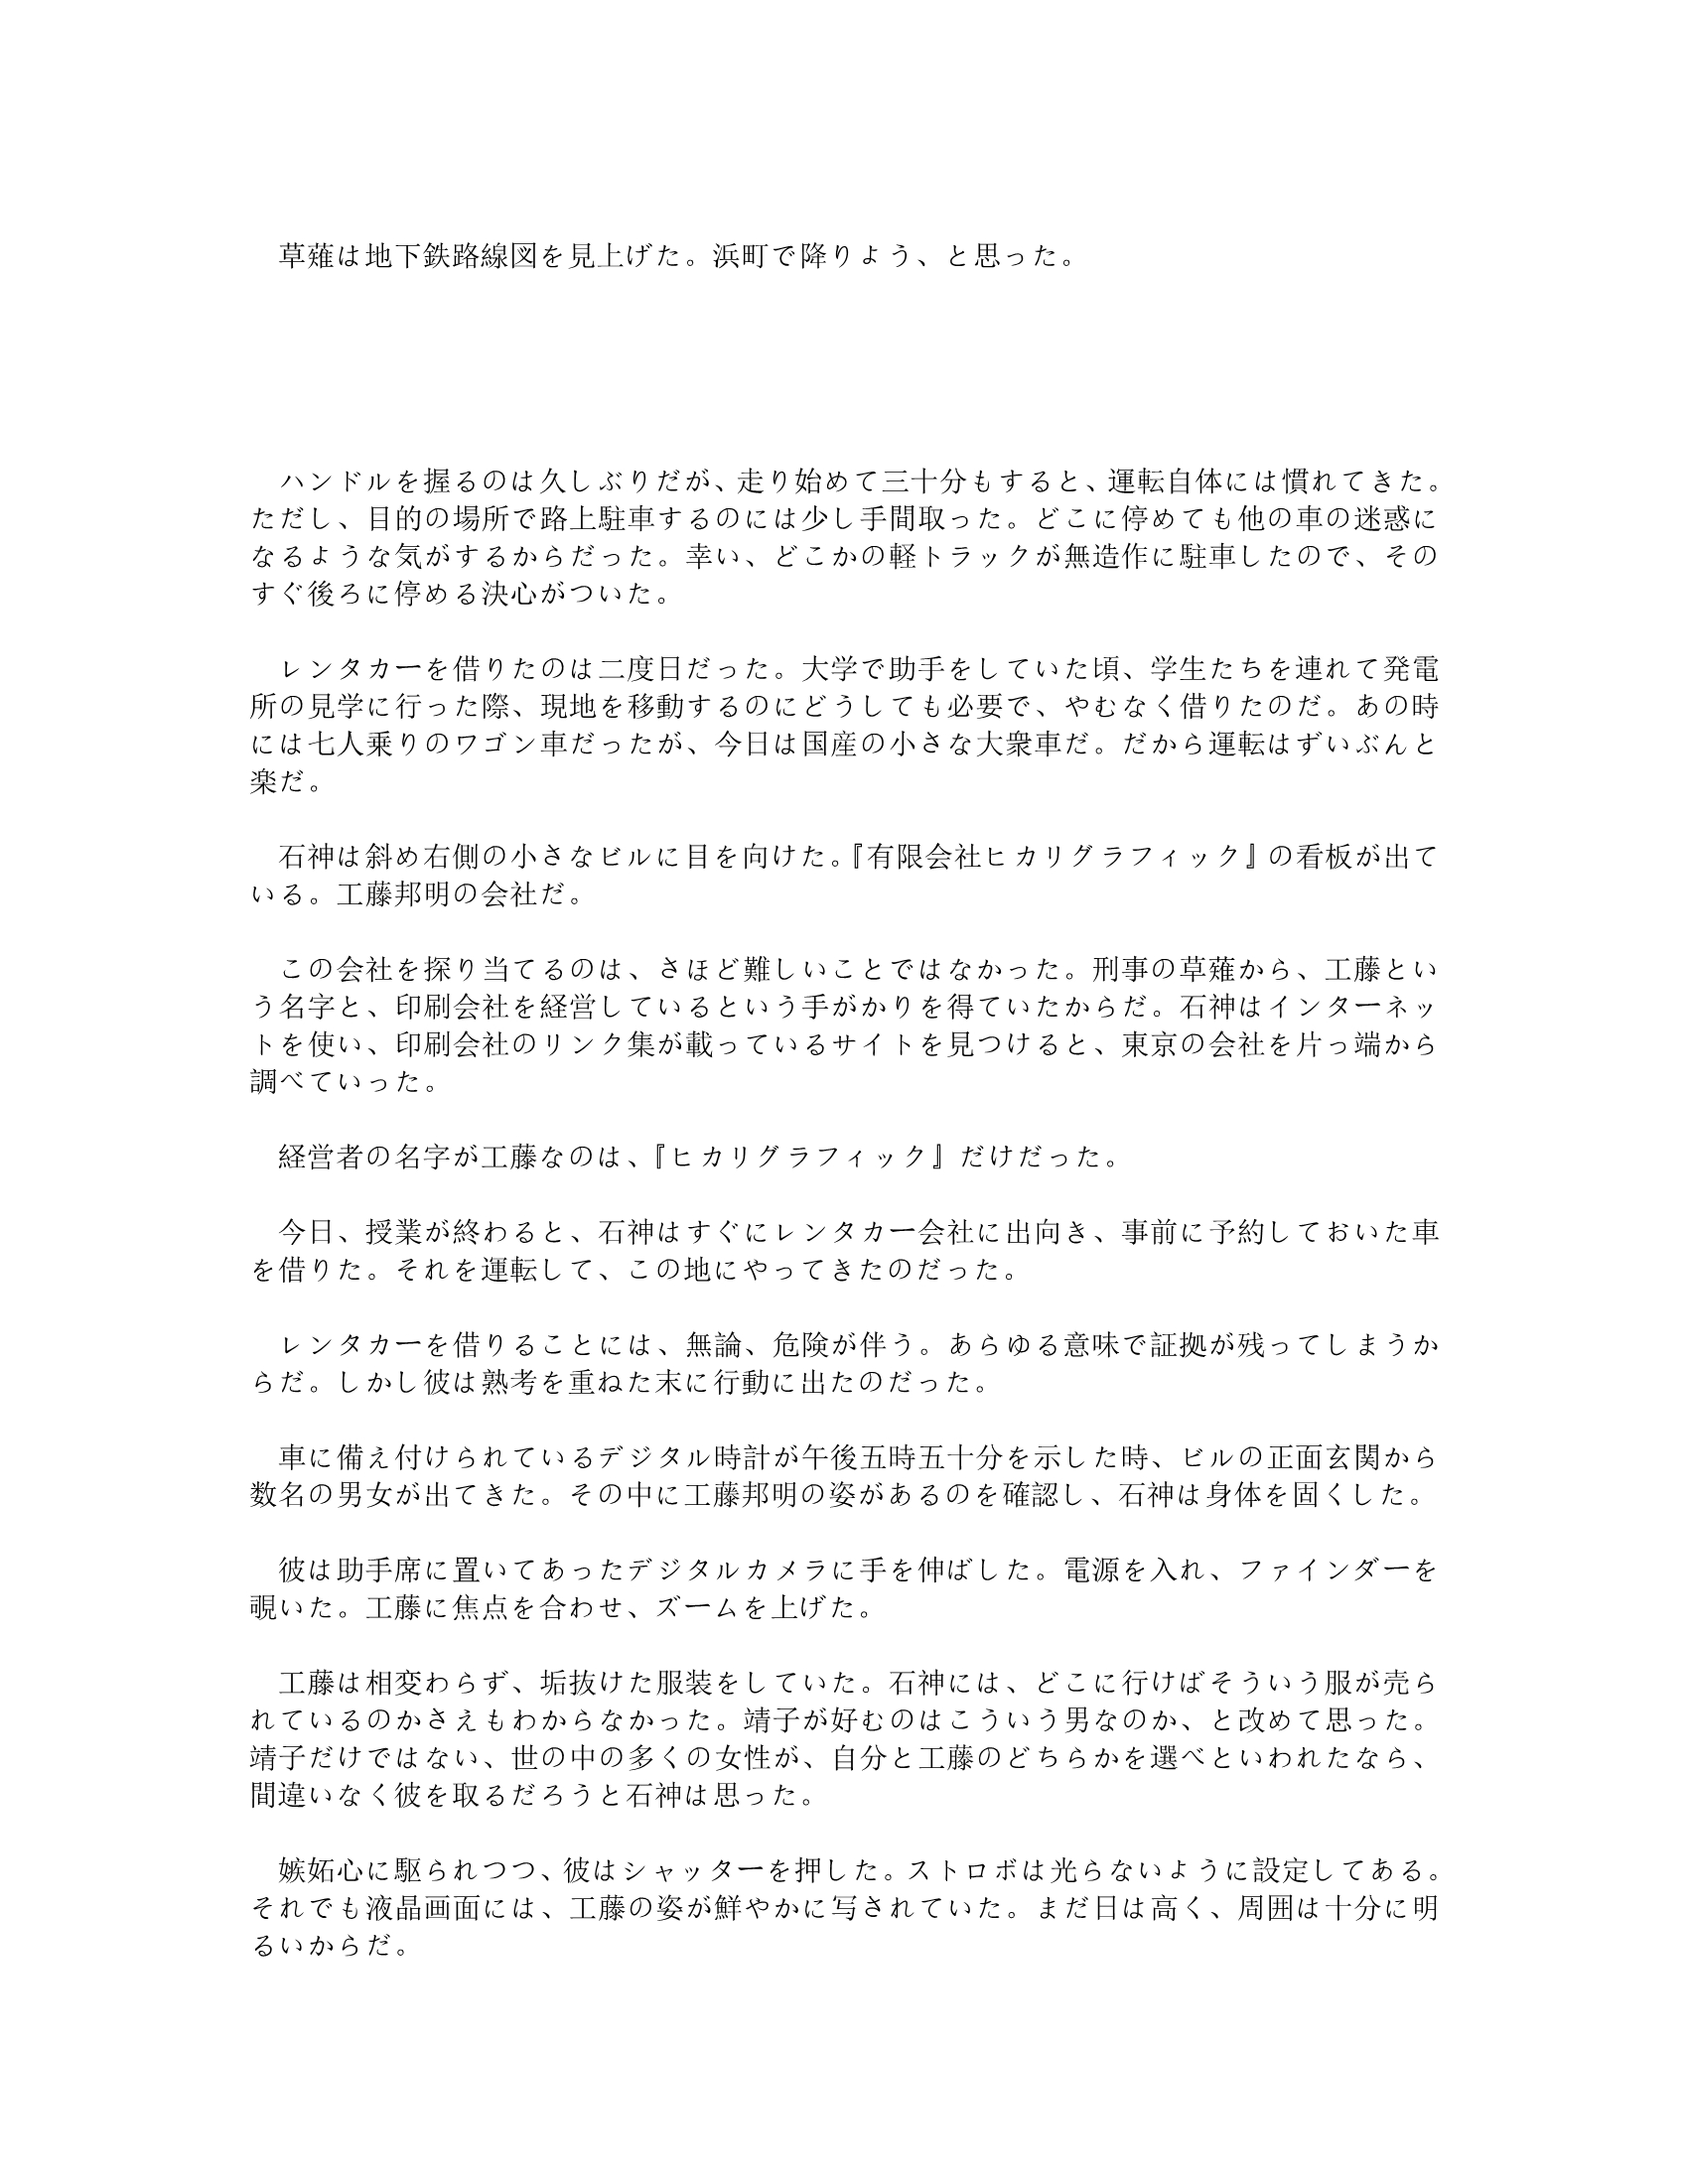 草薙は地下鉄路線図を見上げた。浜町で降りよう、と思った。
ハンドルを握るのは久しぶりだが、走り始めて三十分もすると、運転自体には慣れてきた。
ただし、目的の場所で路上駐車するのには少し手間取った。どこに停めても他の車の迷惑に
なるような気がするからだった。幸い、どこかの軽トラックが無造作に駐車したので、その
すぐ後ろに停める決心がついた。
レンタカーを借りたのは二度日だった。大学で助手をしていた頃、学生たちを連れて発電
所の見学に行った際、現地を移動するのにどうしても必要で、やむなく借りたのだ。あの時
には七人乗りのワゴン車だったが、今日は国産の小さな大衆車だ。だから運転はずいぶんと
楽だ。
石神は斜め右側の小さなビルに目を向けた。『有限会社ヒカリグラフィック』の看板が出て
いる。工藤邦明の会社だ。
この会社を探り当てるのは、さほど難しいことではなかった。刑事の草薙から、工藤とい
う名字と、印刷会社を経営しているという手がかりを得ていたからだ。石神はインターネッ
トを使い、印刷会社のリンク集が載っているサイトを見つけると、東京の会社を片っ端から
調べていった。
経営者の名字が工藤なのは、『ヒカリグラフィック』だけだった。
今日、授業が終わると、石神はすぐにレンタカー会社に出向き、事前に予約しておいた車
を借りた。それを運転して、この地にやってきたのだった。
レンタカーを借りることには、無論、危険が伴う。あらゆる意味で証拠が残ってしまうか
らだ。しかし彼は熟考を重ねた末に行動に出たのだった。
車に備え付けられているデジタル時計が午後五時五十分を示した時、ビルの正面玄関から
数名の男女が出てきた。その中に工藤邦明の姿があるのを確認し、石神は身体を固くした。
彼は助手席に置いてあったデジタルカメラに手を伸ばした。電源を入れ、ファインダーを
覗いた。工藤に焦点を合わせ、ズームを上げた。
工藤は相変わらず、垢抜けた服装をしていた。石神には、どこに行けばそういう服が売ら
れているのかさえもわからなかった。靖子が好むのはこういう男なのか、と改めて思った。
靖子だけではない、世の中の多くの女性が、自分と工藤のどちらかを選べといわれたなら、
間違いなく彼を取るだろうと石神は思った。
嫉妬心に駆られつつ、彼はシャッターを押した。ストロボは光らないように設定してある。
それでも液晶画面には、工藤の姿が鮮やかに写されていた。まだ日は高く、周囲は十分に明
るいからだ。